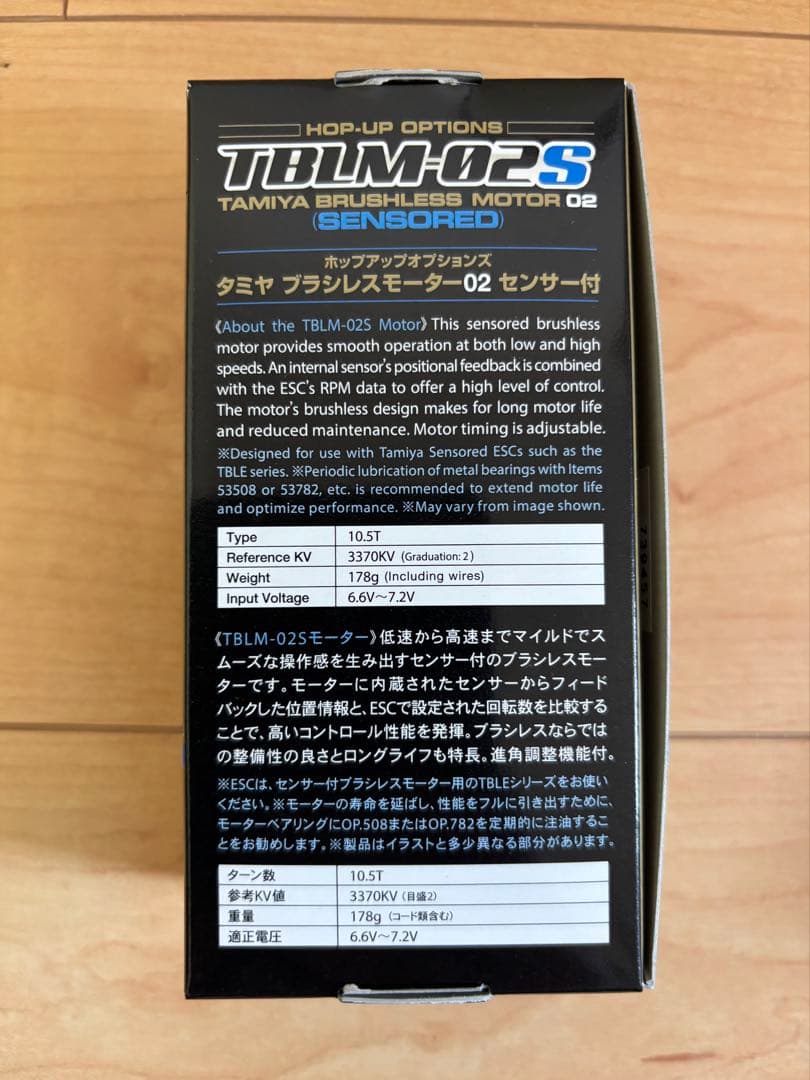 HOP-UP OPTIONS
TBLM-02S
TAMIYA BRUSHLESS MOTOR 02
(SENSORED)
ホップアップオプションズ
タミヤ ブラシレスモーター02 センサー付
《About the TBLM-02S Motor》This sensored brushless
motor provides smooth operation at both low and high
speeds. An internal sensor's positional feedback is combined
with the ESC's RPM data to offer a high level of control.
The motor's brushless design makes for long motor life
and reduced maintenance. Motor timing is adjustable.
※Designed for use with Tamiya Sensored ESCs such as the
TBLE series. ※Periodic lubrication of metal bearings with Items
53508 or 53782, etc. is recommended to extend motor life
and optimize performance. ※May vary from image shown.
Type 10.5T
Reference KV 3370KV (Graduation: 2)
Weight 178g (Including wires)
Input Voltage 6.6V～7.2V
《TBLM-02Sモーター》低速から高速までマイルドでス
ムーズな操作感を生み出すセンサー付のブラシレスモー
ターです。モーターに内蔵されたセンサーからフィード
バックした位置情報と、ESCで設定された回転数を比較する
ことで、高いコントロール性能を発揮。ブラシレスならでは
の整備性の良さとロングライフも特長。進角調整機能付。
※ESCは、センサー付ブラシレスモーター用のTBLEシリーズをお使い
ください。※モーターの寿命を延ばし、性能をフルに引き出すために、
モーターベアリングにOP.508またはOP.782を定期的に注油するこ
とをお勧めします。※製品はイラストと多少異なる部分があります。
ターン数 10.5T
参考KV値 3370KV (目盛2)
重量 178g (コード類含む)
適正電圧 6.6V～7.2V